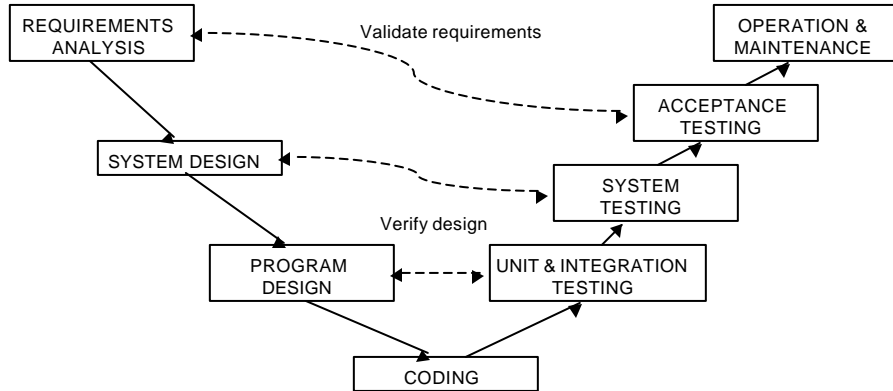 REQUIREMENTS
ANALYSIS
Validate requirements
OPERATION &
MAINTENANCE
ACCEPTANCE
TESTING
SYSTEM DESIGN
SYSTEM
TESTING
Verify design
PROGRAM
DESIGN
UNIT & INTEGRATION
TESTING
CODING